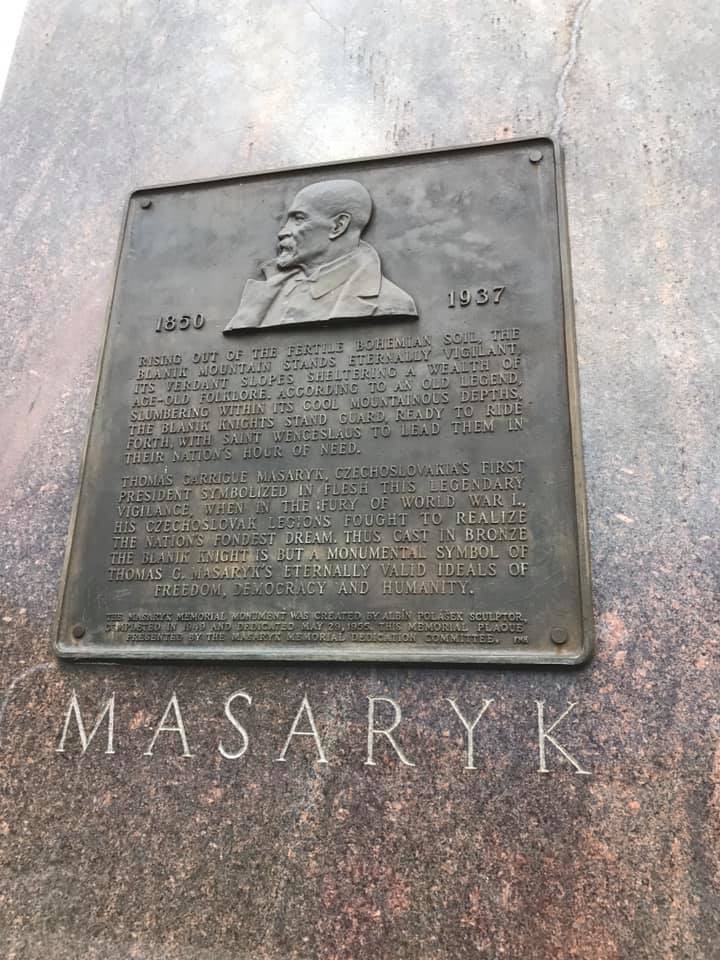 1850
1937
RISING OUT OF THE FERTILE BOHEMIAN SOIL, THE
BLANIK MOUNTAIN STANDS ETERNALLY VIGILANT,
ITS VERDANT SLOPES SHELTERING A WEALTH OF
AGE-OLD FOLKLORE. ACCORDING TO AN OLD LEGEND,
SLUMBERING WITHIN ITS COOL MOUNTAINOUS DEPTHS,
THE BLANIK KNIGHTS STAND GUARD, READY TO RIDE
FORTH, WITH SAINT WENCESLAUS TO LEAD THEM IN
THEIR NATION'S HOUR OF NEED.
THOMAS GARRIGUE MASARYK, CZECHOSLOVAKIA'S FIRST
PRESIDENT SYMBOLIZED IN FLESH THIS LEGENDARY
VIGILANCE, WHEN IN THE FURY OF WORLD WAR I.,
HIS CZECHOSLOVAK LEGIONS FOUGHT TO REALIZE
THE NATION'S FONDEST DREAM. THUS CAST IN BRONZE
THE BLANIK KNIGHT IS BUT A MONUMENTAL SYMBOL OF
THOMAS G. MASARYK'S ETERNALLY VALID IDEALS OF
FREEDOM, DEMOCRACY AND HUMANITY.
THE MASARYK MEMORIAL MONUMENT WAS CREATED BY ALBIN POLASEK SCULPTOR,
COMPLETED IN 1949 AND DEDICATED MAY 29, 1955. THIS MEMORIAL PLAQUE
PRESENTED BY THE MASARYK MEMORIAL DEDICATION COMMITTEE.
MASARYK